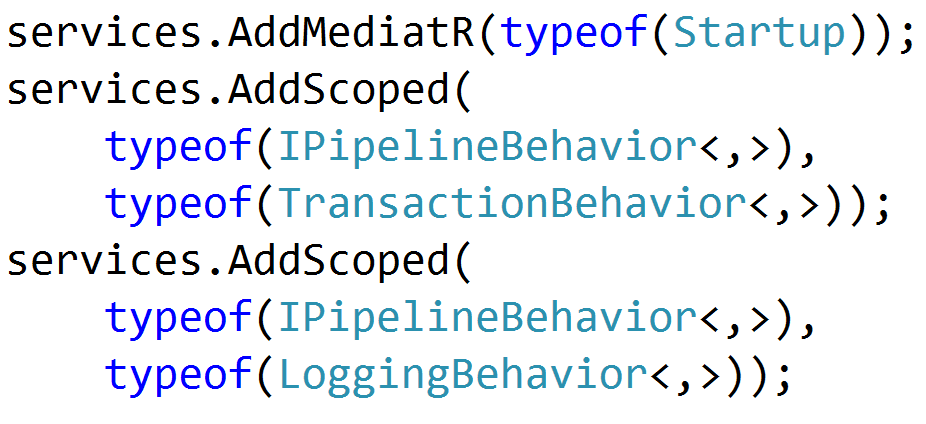 services.AddMediatR(typeof(Startup));
services.AddScoped(
    typeof(IPipelineBehavior<,>),
    typeof(TransactionBehavior<,>));
services.AddScoped(
    typeof(IPipelineBehavior<,>),
    typeof(LoggingBehavior<,>));